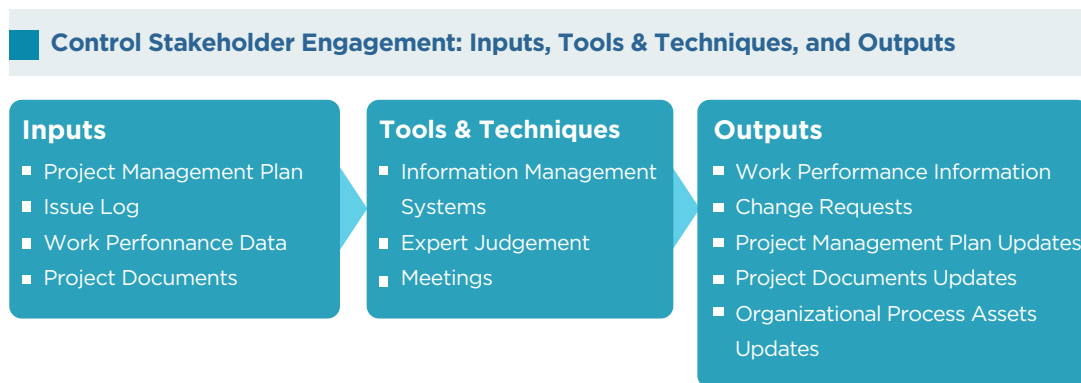 Control Stakeholder Engagement: Inputs, Tools & Techniques, and Outputs
Inputs
Project Management Plan
Issue Log
Work Perfonnance Data
Project Documents
Tools & Techniques
Information Management
Systems
Expert Judgement
Meetings
Outputs
Work Performance Information
Change Requests
Project Management Plan Updates
Project Documents Updates
Organizational Process Assets
Updates